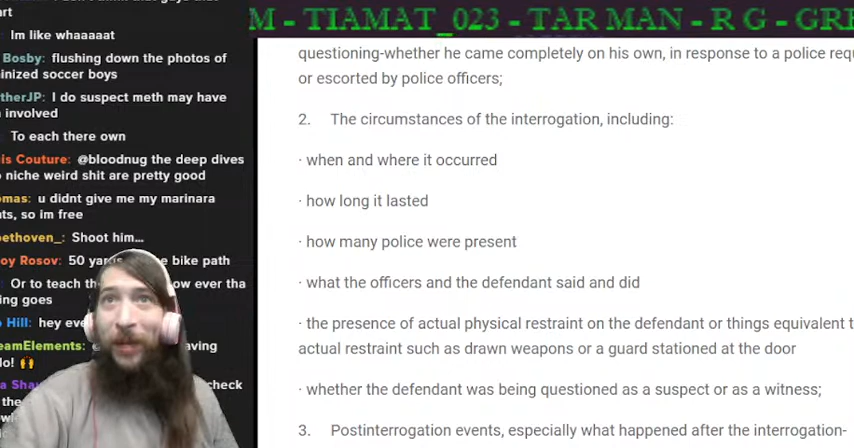 M - TIAMAT_023 - TAR MAN - R G - GRE
Im like whaaaaat
Bosby: flushing down the photos of
inized soccer boys
therJP: I do suspect meth may have
involved
To each there own
is Couture: @bloodnug the deep dives
niche weird shit are pretty good
mas: u didnt give me my marinara
ts, so im free
eethoven_: Shoot him...
oy Rosov: 50 yar bike path
Or to teach th ow ever tha
ing goes
Hill: hey eve
eamElements: aving
lo! 🙌
a Shau check
the
questioning-whether he came completely on his own, in response to a police requ
or escorted by police officers;
2. The circumstances of the interrogation, including:
· when and where it occurred
· how long it lasted
· how many police were present
· what the officers and the defendant said and did
· the presence of actual physical restraint on the defendant or things equivalent t
actual restraint such as drawn weapons or a guard stationed at the door
· whether the defendant was being questioned as a suspect or as a witness;
3. Postinterrogation events, especially what happened after the interrogation-